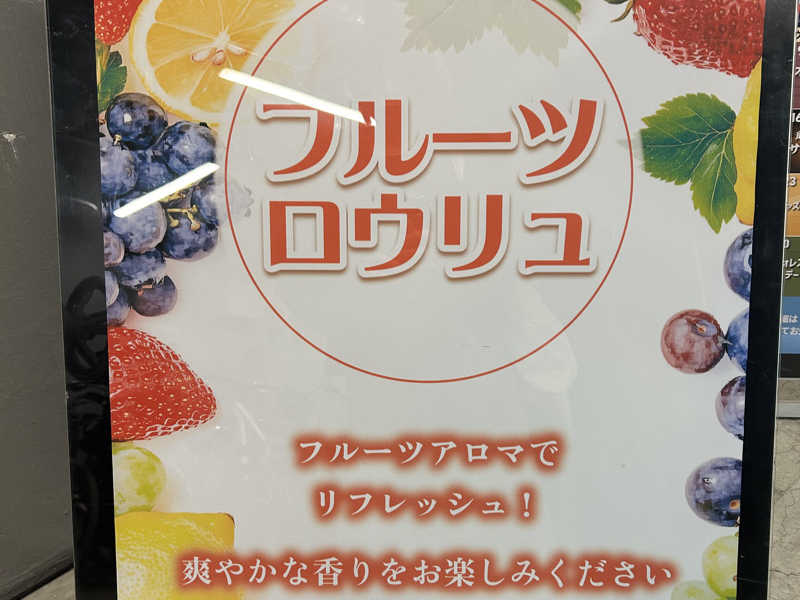 フルーツ
ロウリュ
フルーツアロマで
リフレッシュ！
爽やかな香りをお楽しみください